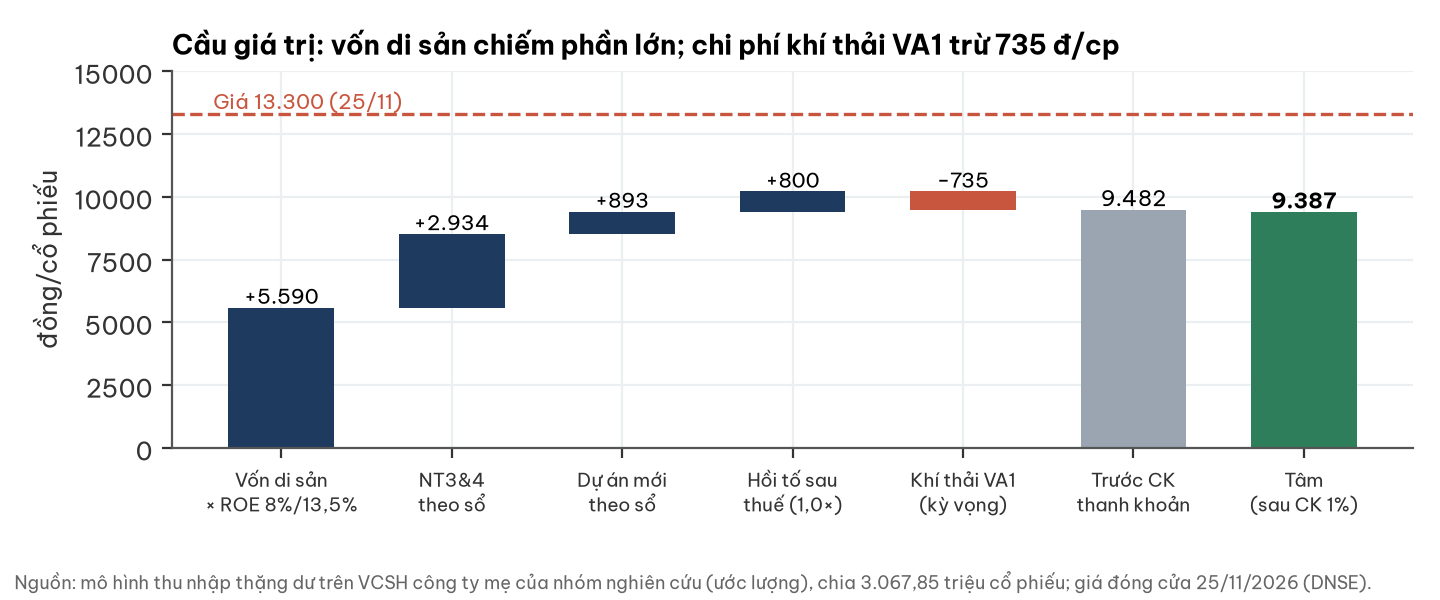 Cầu giá trị: vốn di sản chiếm phần lớn; chi phí khí thải VA1 trừ 735 đ/cp
15000
12500
10000
7500
5000
2500
0
đồng/cổ phiếu
Giá 13.300 (25/11)
+5.590
+2.934
+893
+800
−735
9.482
9.387
Vốn di sản
× ROE 8%/13,5%
NT3&4
theo sổ
Dự án mới
theo sổ
Hồi tố sau
thuế (1,0×)
Khí thải VA1
(kỳ vọng)
Trước CK
thanh khoản
Tâm
(sau CK 1%)
Nguồn: mô hình thu nhập thặng dư trên VCSH công ty mẹ của nhóm nghiên cứu (ước lượng), chia 3.067,85 triệu cổ phiếu; giá đóng cửa 25/11/2026 (DNSE).